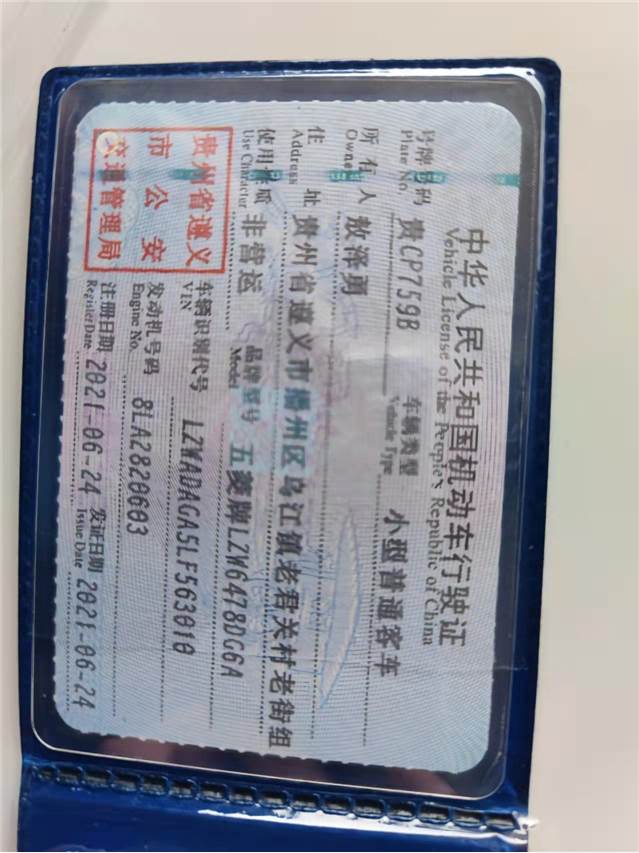 中华人民共和国机动车行驶证
Vehicle License of the People's Republic of China
号牌号码 贵CP759B 车辆类型 小型普通客车
Plate No. Vehicle Type
所有人 敖泽勇
Owner
住址 贵州省遵义市播州区乌江镇老君关村老街组
Address
使用性质 非营运 品牌型号 五菱牌LZW6478DG6A
Use Character Model
贵州省遵义
市公安
交通管理局
车辆识别代号 LZWADAGA5LF563010
VIN
发动机号码 8LA2820603
Engine No.
注册日期 2021-06-24 发证日期 2021-06-24
Register Date Issue Date